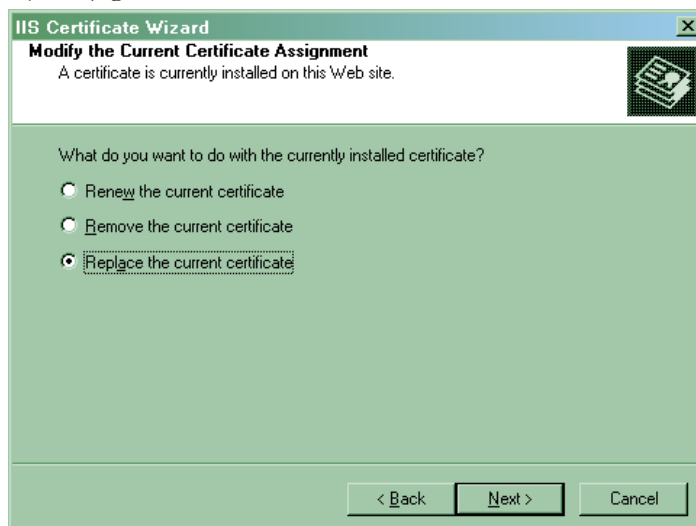 IIS Certificate Wizard
Modify the Current Certificate Assignment
A certificate is currently installed on this Web site.
What do you want to do with the currently installed certificate?
Renew the current certificate
Remove the current certificate
Replace the current certificate
< Back Next > Cancel